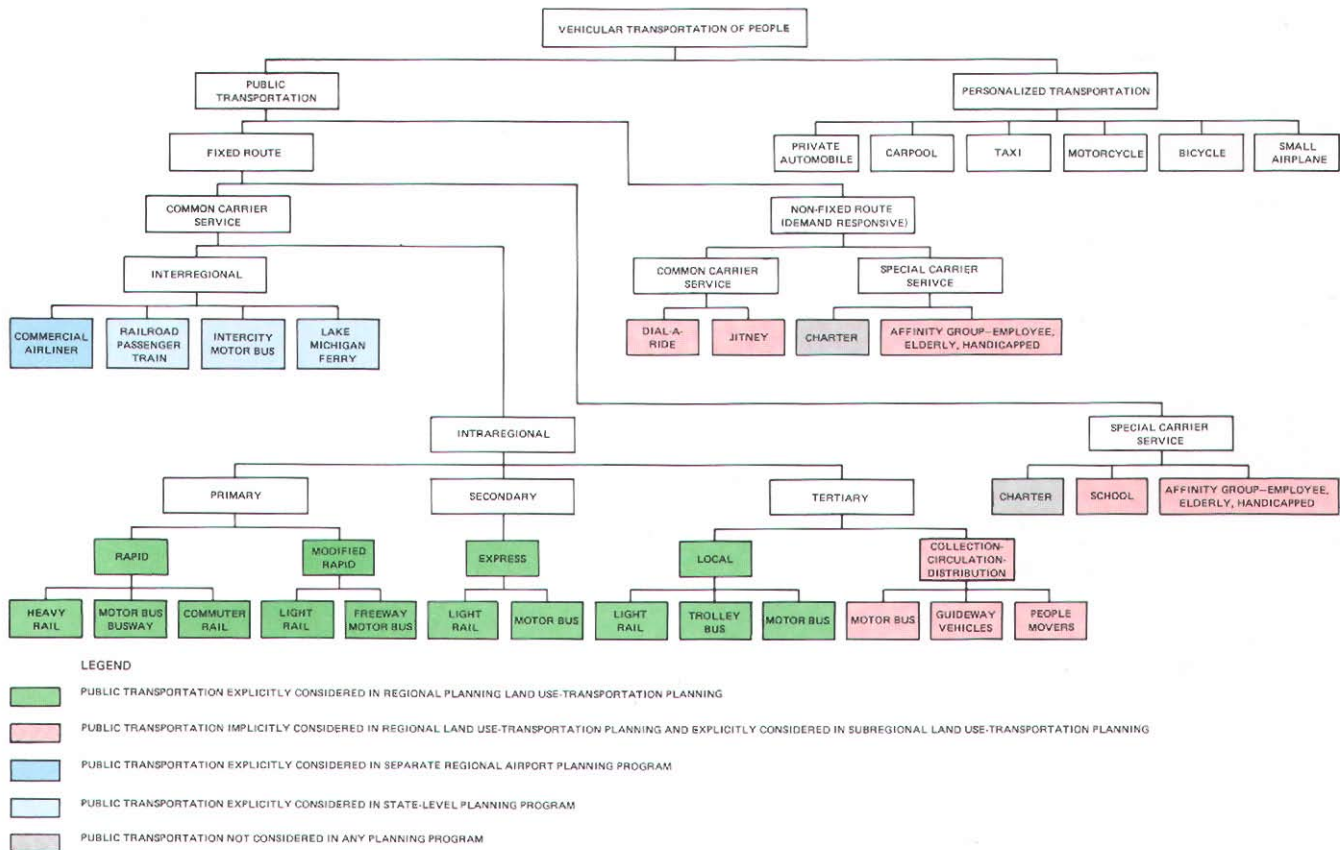 VEHICULAR TRANSPORTATION OF PEOPLE
PUBLIC
TRANSPORTATION
PERSONALIZED TRANSPORTATION
PRIVATE
AUTOMOBILE
CARPOOL
TAXI
MOTORCYCLE
BICYCLE
SMALL
AIRPLANE
FIXED ROUTE
COMMON CARRIER
SERVICE
NON-FIXED ROUTE
(DEMAND RESPONSIVE)
INTERREGIONAL
COMMON CARRIER
SERVICE
SPECIAL CARRIER
SERIVCE
COMMERCIAL
AIRLINER
RAILROAD
PASSENGER
TRAIN
INTERCITY
MOTOR BUS
LAKE
MICHIGAN
FERRY
DIAL-A-
RIDE
JITNEY
CHARTER
AFFINITY GROUP—EMPLOYEE,
ELDERLY, HANDICAPPED
INTRAREGIONAL
SPECIAL CARRIER
SERVICE
PRIMARY
SECONDARY
TERTIARY
CHARTER
SCHOOL
AFFINITY GROUP—EMPLOYEE,
ELDERLY, HANDICAPPED
RAPID
MODIFIED
RAPID
EXPRESS
LOCAL
COLLECTION-
CIRCULATION-
DISTRIBUTION
HEAVY
RAIL
MOTOR BUS
BUSWAY
COMMUTER
RAIL
LIGHT
RAIL
FREEWAY
MOTOR BUS
LIGHT
RAIL
MOTOR BUS
LIGHT
RAIL
TROLLEY
BUS
MOTOR BUS
MOTOR BUS
GUIDEWAY
VEHICLES
PEOPLE
MOVERS
LEGEND
PUBLIC TRANSPORTATION EXPLICITLY CONSIDERED IN REGIONAL PLANNING LAND USE-TRANSPORTATION PLANNING
PUBLIC TRANSPORTATION IMPLICITLY CONSIDERED IN REGIONAL LAND USE-TRANSPORTATION PLANNING AND EXPLICITLY CONSIDERED IN SUBREGIONAL LAND USE-TRANSPORTATION PLANNING
PUBLIC TRANSPORTATION EXPLICITLY CONSIDERED IN SEPARATE REGIONAL AIRPORT PLANNING PROGRAM
PUBLIC TRANSPORTATION EXPLICITLY CONSIDERED IN STATE-LEVEL PLANNING PROGRAM
PUBLIC TRANSPORTATION NOT CONSIDERED IN ANY PLANNING PROGRAM